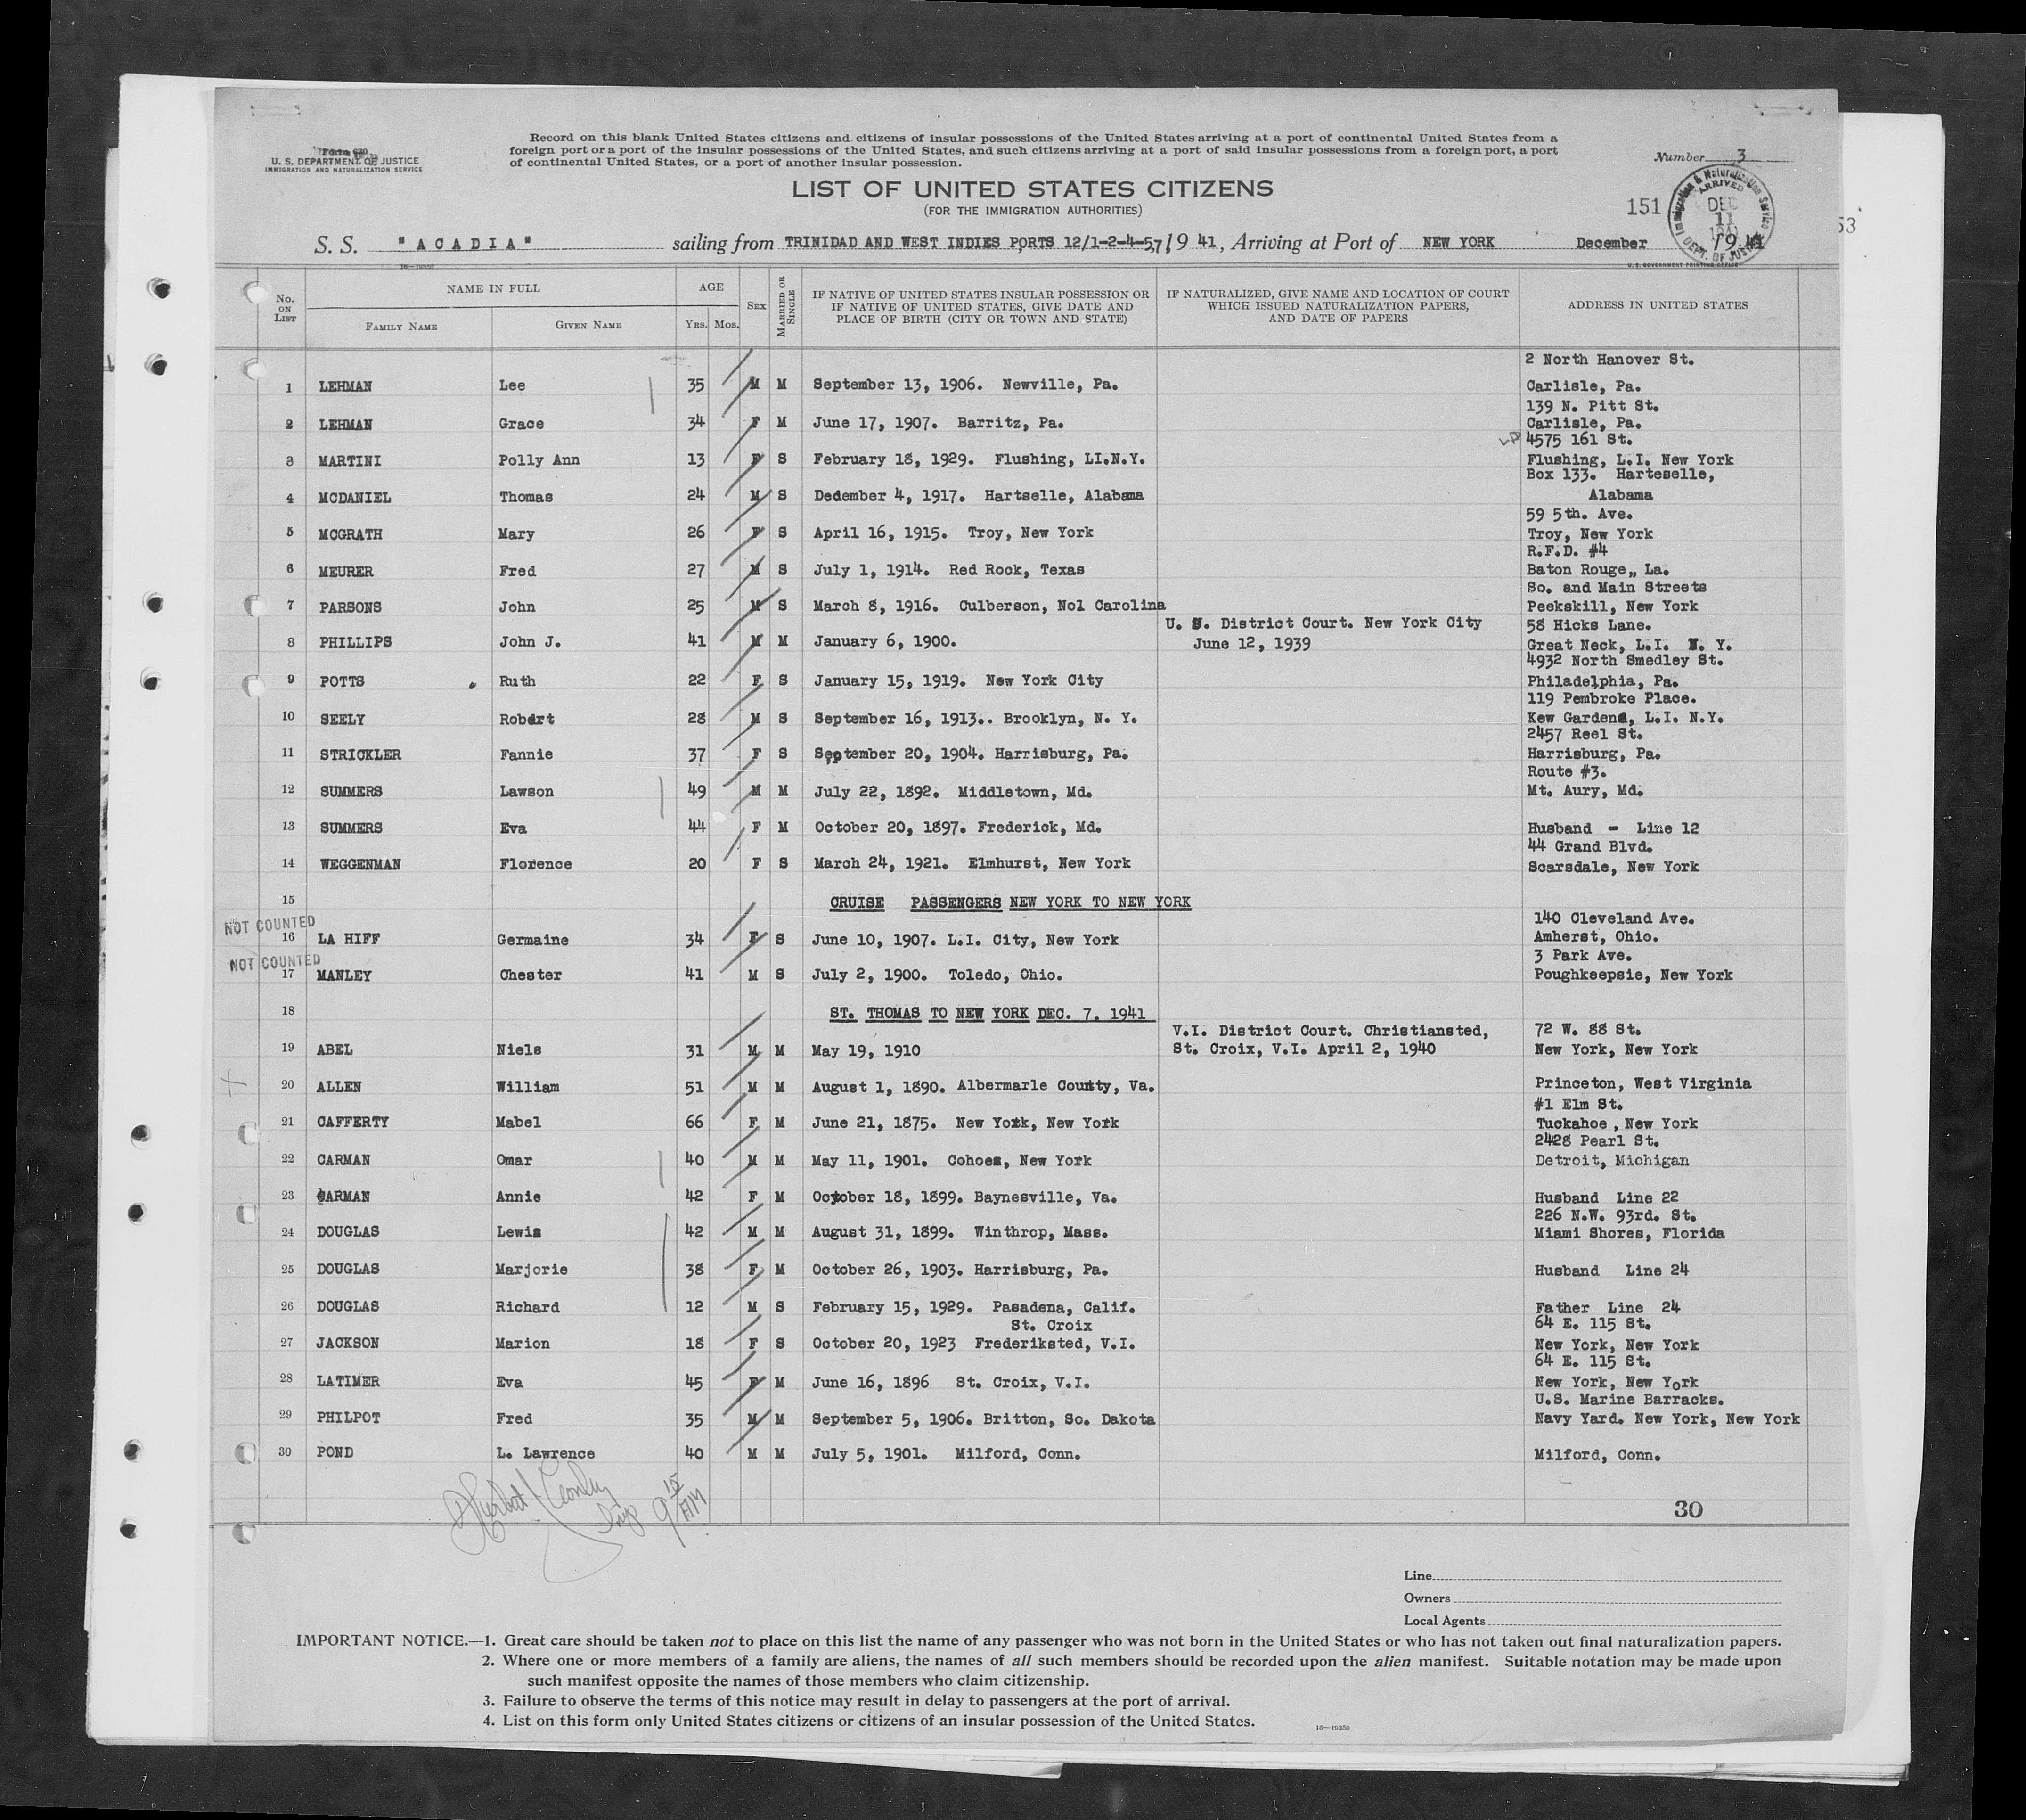 Record on this blank United States citizens and citizens of insular possessions of the United States arriving at a port of continental United States from a
foreign port or a port of the insular possessions of the United States, and such citizens arriving at a port of said insular possessions from a foreign port, a port
of continental United States, or a port of another insular possession.
U. S. DEPARTMENT OF JUSTICE
IMMIGRATION AND NATURALIZATION SERVICE
Number 3
LIST OF UNITED STATES CITIZENS
(FOR THE IMMIGRATION AUTHORITIES)
151
Immigration & Naturalization Service
ARRIVED
DEC
11
DEPT. OF JUSTICE
53
S. S. "ACADIA" sailing from TRINIDAD AND WEST INDIES PORTS 12/1-2-4-5,7/19 41, Arriving at Port of NEW YORK December 19 41
16—19350
U. S. GOVERNMENT PRINTING OFFICE
No. ON LIST
NAME IN FULL
FAMILY NAME
GIVEN NAME
AGE
YRS. MOS.
SEX
MARRIED OR SINGLE
IF NATIVE OF UNITED STATES INSULAR POSSESSION OR
IF NATIVE OF UNITED STATES, GIVE DATE AND
PLACE OF BIRTH (CITY OR TOWN AND STATE)
IF NATURALIZED, GIVE NAME AND LOCATION OF COURT
WHICH ISSUED NATURALIZATION PAPERS,
AND DATE OF PAPERS
ADDRESS IN UNITED STATES
2 North Hanover St.
1 LEHMAN Lee 35 M M September 13, 1906. Newville, Pa. Carlisle, Pa.
139 N. Pitt St.
2 LEHMAN Grace 34 F M June 17, 1907. Barritz, Pa. Carlisle, Pa.
4575 161 St.
3 MARTINI Polly Ann 13 F S February 18, 1929. Flushing, LI.N.Y. Flushing, L.I. New York
Box 133. Harteselle,
4 MCDANIEL Thomas 24 M S Dedember 4, 1917. Hartselle, Alabama Alabama
59 5th. Ave.
5 MCGRATH Mary 26 F S April 16, 1915. Troy, New York Troy, New York
R.F.D. #4
6 MEURER Fred 27 M S July 1, 1914. Red Rock, Texas Baton Rouge,, La.
So. and Main Streets
7 PARSONS John 25 M S March 8, 1916. Culberson, Nol Carolina Peekskill, New York
U. S. District Court. New York City 58 Hicks Lane.
8 PHILLIPS John J. 41 M M January 6, 1900. June 12, 1939 Great Neck, L.I. N. Y.
4932 North Smedley St.
9 POTTS Ruth 22 F S January 15, 1919. New York City Philadelphia, Pa.
119 Pembroke Place.
10 SEELY Robert 28 M S September 16, 1913.. Brooklyn, N. Y. Kew Gardens, L.I. N.Y.
2457 Reel St.
11 STRICKLER Fannie 37 F S September 20, 1904. Harrisburg, Pa. Harrisburg, Pa.
Route #3.
12 SUMMERS Lawson 49 M M July 22, 1892. Middletown, Md. Mt. Aury, Md.
13 SUMMERS Eva 44 F M October 20, 1897. Frederick, Md. Husband - Line 12
44 Grand Blvd.
14 WEGGENMAN Florence 20 F S March 24, 1921. Elmhurst, New York Scarsdale, New York
15 CRUISE PASSENGERS NEW YORK TO NEW YORK
NOT COUNTED
140 Cleveland Ave.
16 LA HIFF Germaine 34 F S June 10, 1907. L.I. City, New York Amherst, Ohio.
NOT COUNTED
3 Park Ave.
17 MANLEY Chester 41 M S July 2, 1900. Toledo, Ohio. Poughkeepsie, New York
18 ST. THOMAS TO NEW YORK DEC. 7. 1941
V.I. District Court. Christiansted, 72 W. 88 St.
19 ABEL Niels 31 M M May 19, 1910 St. Croix, V.I. April 2, 1940 New York, New York
20 ALLEN William 51 M M August 1, 1890. Albermarle County, Va. Princeton, West Virginia
#1 Elm St.
21 CAFFERTY Mabel 66 F M June 21, 1875. New York, New York Tuckahoe, New York
2428 Pearl St.
22 CARMAN Omar 40 M M May 11, 1901. Cohoes, New York Detroit, Michigan
23 CARMAN Annie 42 F M October 18, 1899. Baynesville, Va. Husband Line 22
226 N.W. 93rd. St.
24 DOUGLAS Lewis 42 M M August 31, 1899. Winthrop, Mass. Miami Shores, Florida
25 DOUGLAS Marjorie 38 F M October 26, 1903. Harrisburg, Pa. Husband Line 24
26 DOUGLAS Richard 12 M S February 15, 1929. Pasadena, Calif. Father Line 24
St. Croix 64 E. 115 St.
27 JACKSON Marion 18 F S October 20, 1923 Frederiksted, V.I. New York, New York
64 E. 115 St.
28 LATIMER Eva 45 F M June 16, 1896 St. Croix, V.I. New York, New York
U.S. Marine Barracks.
29 PHILPOT Fred 35 M M September 5, 1906. Britton, So. Dakota Navy Yard. New York, New York
30 POND L. Lawrence 40 M M July 5, 1901. Milford, Conn. Milford, Conn.
9 15 AM
30
Line
Owners
Local Agents
IMPORTANT NOTICE.—1. Great care should be taken not to place on this list the name of any passenger who was not born in the United States or who has not taken out final naturalization papers.
2. Where one or more members of a family are aliens, the names of all such members should be recorded upon the alien manifest. Suitable notation may be made upon
such manifest opposite the names of those members who claim citizenship.
3. Failure to observe the terms of this notice may result in delay to passengers at the port of arrival.
4. List on this form only United States citizens or citizens of an insular possession of the United States.
16—19350